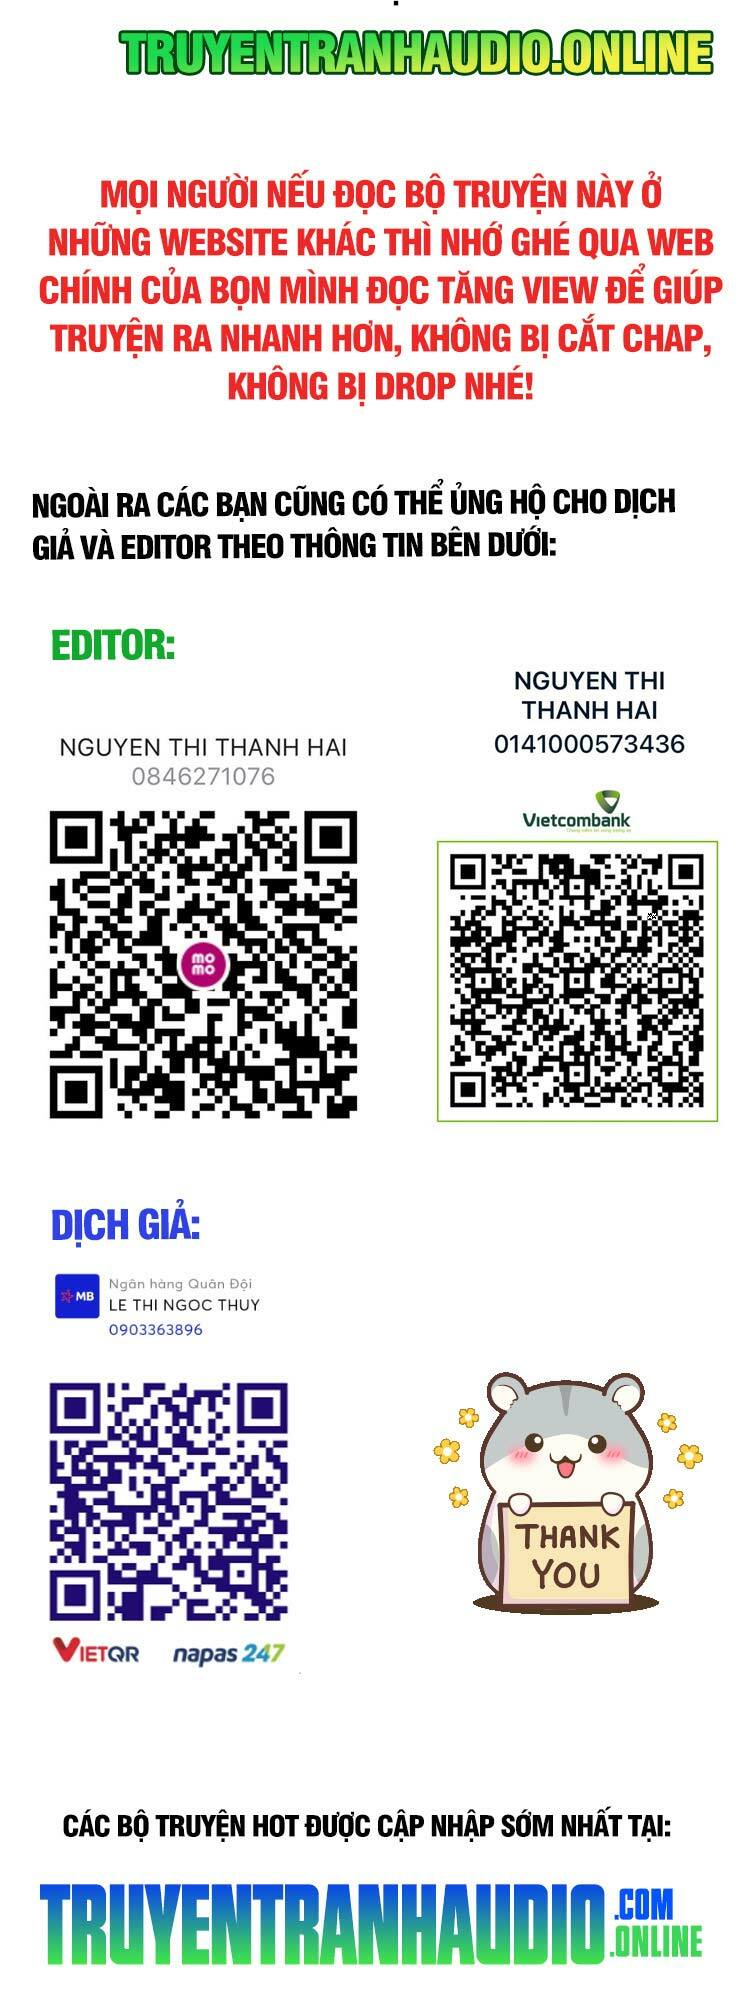 TRUYENTRANHAUDIO.ONLINE
MỌI NGƯỜI NẾU ĐỌC BỘ TRUYỆN NÀY Ở
NHỮNG WEBSITE KHÁC THÌ NHỚ GHÉ QUA WEB
CHÍNH CỦA BỌN MÌNH ĐỌC TĂNG VIEW ĐỂ GIÚP
TRUYỆN RA NHANH HƠN, KHÔNG BỊ CẮT CHAP,
KHÔNG BỊ DROP NHÉ!
NGOÀI RA CÁC BẠN CŨNG CÓ THỂ ỦNG HỘ CHO DỊCH
GIẢ VÀ EDITOR THEO THÔNG TIN BÊN DƯỚI:
EDITOR:
NGUYEN THI THANH HAI
0846271076
mo
mo
NGUYEN THI
THANH HAI
0141000573436
Vietcombank
DỊCH GIẢ:
MB
Ngân hàng Quân Đội
LE THI NGOC THUY
0903363896
VIETQR
napas 247
THANK
YOU
CÁC BỘ TRUYỆN HOT ĐƯỢC CẬP NHẬP SỚM NHẤT TẠI:
TRUYENTRANHAUDIO
.COM
.ONLINE